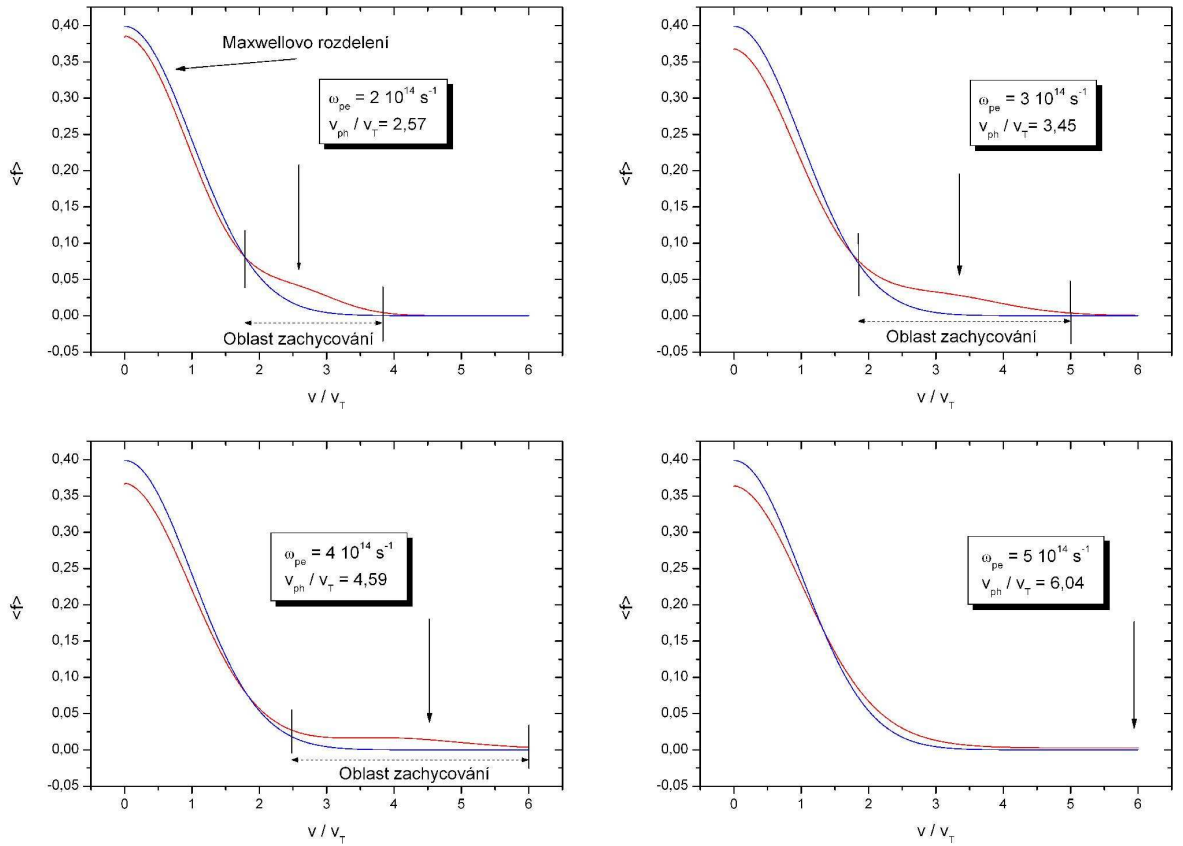 0,40
0,35
0,30
0,25
0,20
0,15
0,10
0,05
0,00
-0,05
<f>
Maxwellovo rozdelení
ω_pe = 2 10^14 s^-1
v_ph / v_T = 2,57
Oblast zachycování
0 1 2 3 4 5 6
v / v_T
0,40
0,35
0,30
0,25
0,20
0,15
0,10
0,05
0,00
-0,05
<f>
ω_pe = 3 10^14 s^-1
v_ph / v_T = 3,45
Oblast zachycování
0 1 2 3 4 5 6
v / v_T
0,40
0,35
0,30
0,25
0,20
0,15
0,10
0,05
0,00
-0,05
<f>
ω_pe = 4 10^14 s^-1
v_ph / v_T = 4,59
Oblast zachycování
0 1 2 3 4 5 6
v / v_T
0,40
0,35
0,30
0,25
0,20
0,15
0,10
0,05
0,00
-0,05
<f>
ω_pe = 5 10^14 s^-1
v_ph / v_T = 6,04
0 1 2 3 4 5 6
v / v_T